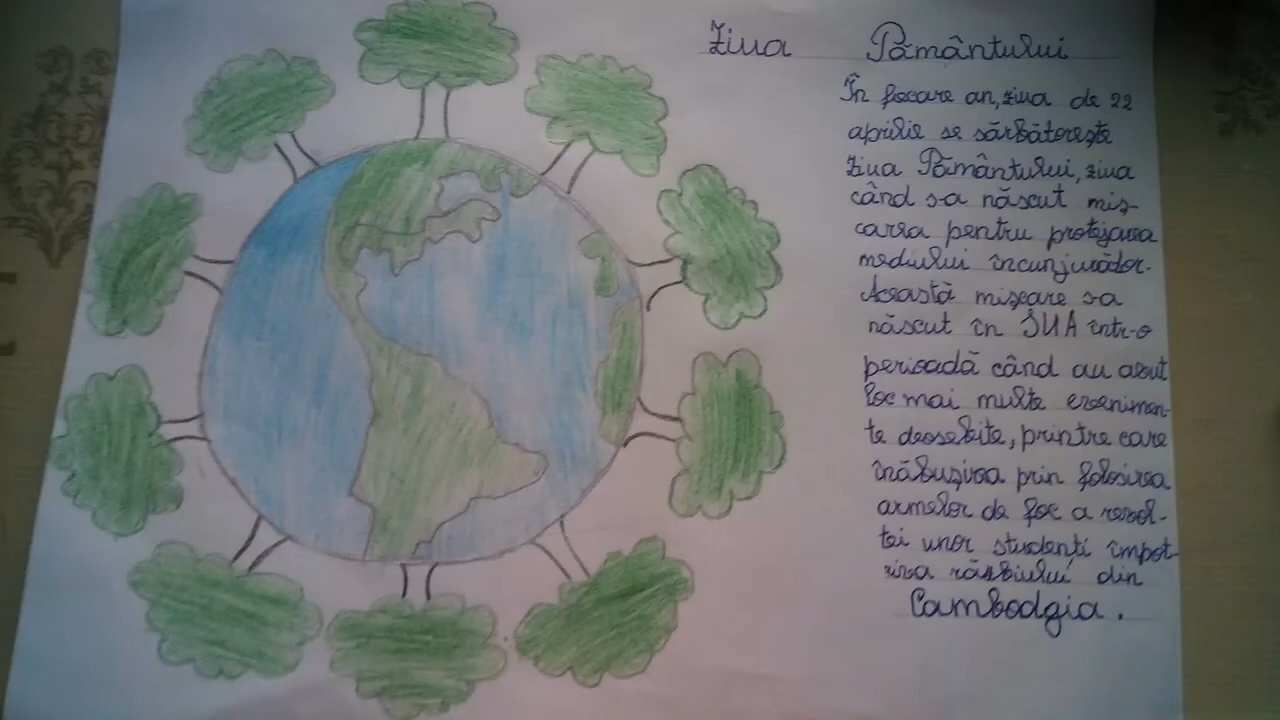 Ziua Pământului
În fiecare an, ziua de 22
aprilie se sărbătorește
Ziua Pământului, ziua
când s-a născut miș-
carea pentru protejarea
mediului încunjurător.
Această mișcare s-a
născut în SUA într-o
perioadă când au avut
loc mai multe evenimen-
te deosebite, printre care
înăbușirea prin folosirea
armelor de foc a revol-
tei unor studenți împot-
riva războiului din
Cambodgia.